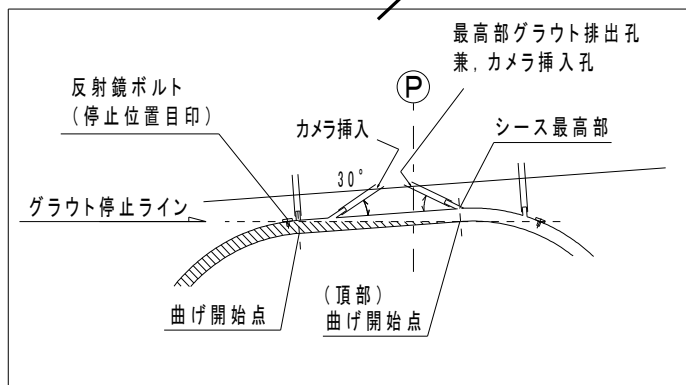 最高部グラウト排出孔
兼,カメラ挿入孔
反射鏡ボルト
(停止位置目印)
P
カメラ挿入
シース最高部
30°
グラウト停止ライン
(頂部)
曲げ開始点
曲げ開始点